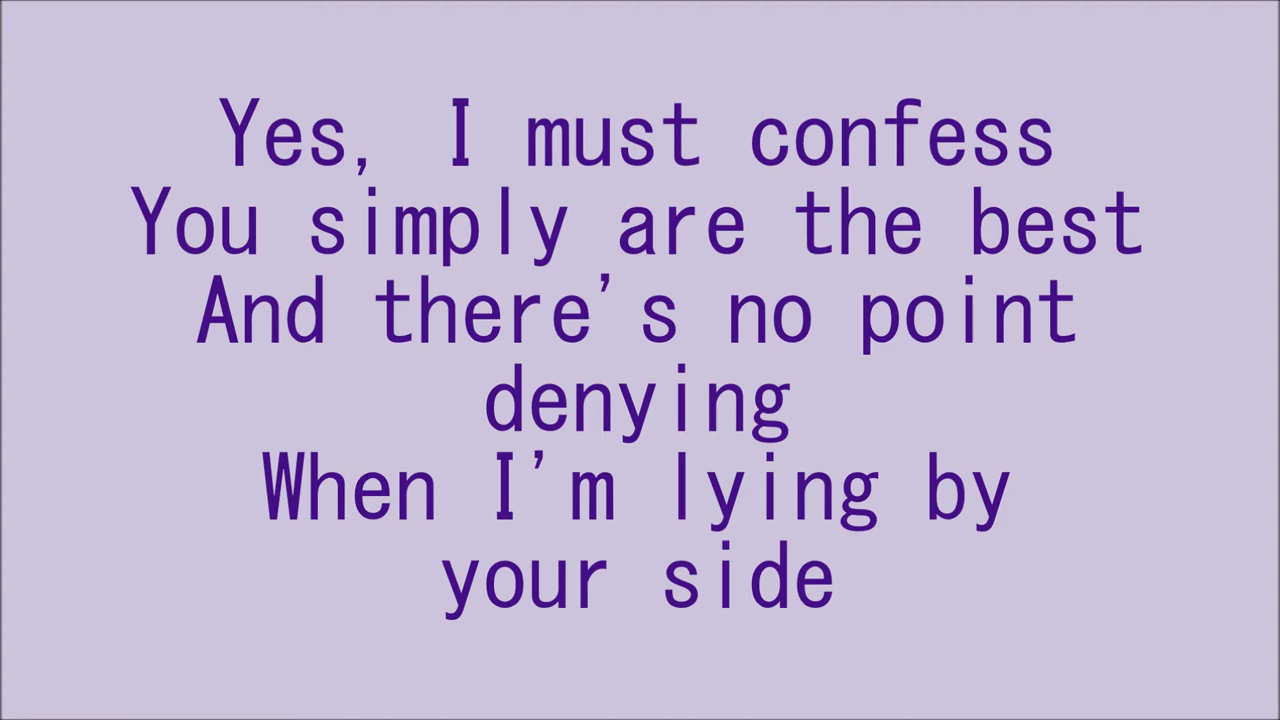 Yes, I must confess
You simply are the best
And there's no point
denying
When I'm lying by
your side